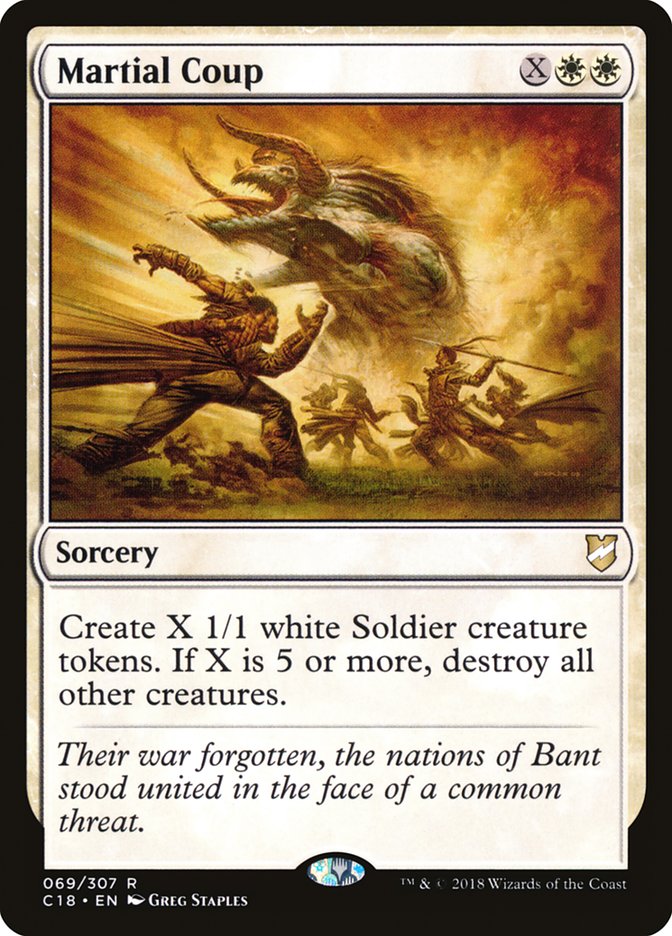 Martial Coup X
Sorcery
Create X 1/1 white Soldier creature
tokens. If X is 5 or more, destroy all
other creatures.
Their war forgotten, the nations of Bant
stood united in the face of a common
threat.
069/307 R
C18 • EN Greg Staples
™ & © 2018 Wizards of the Coast